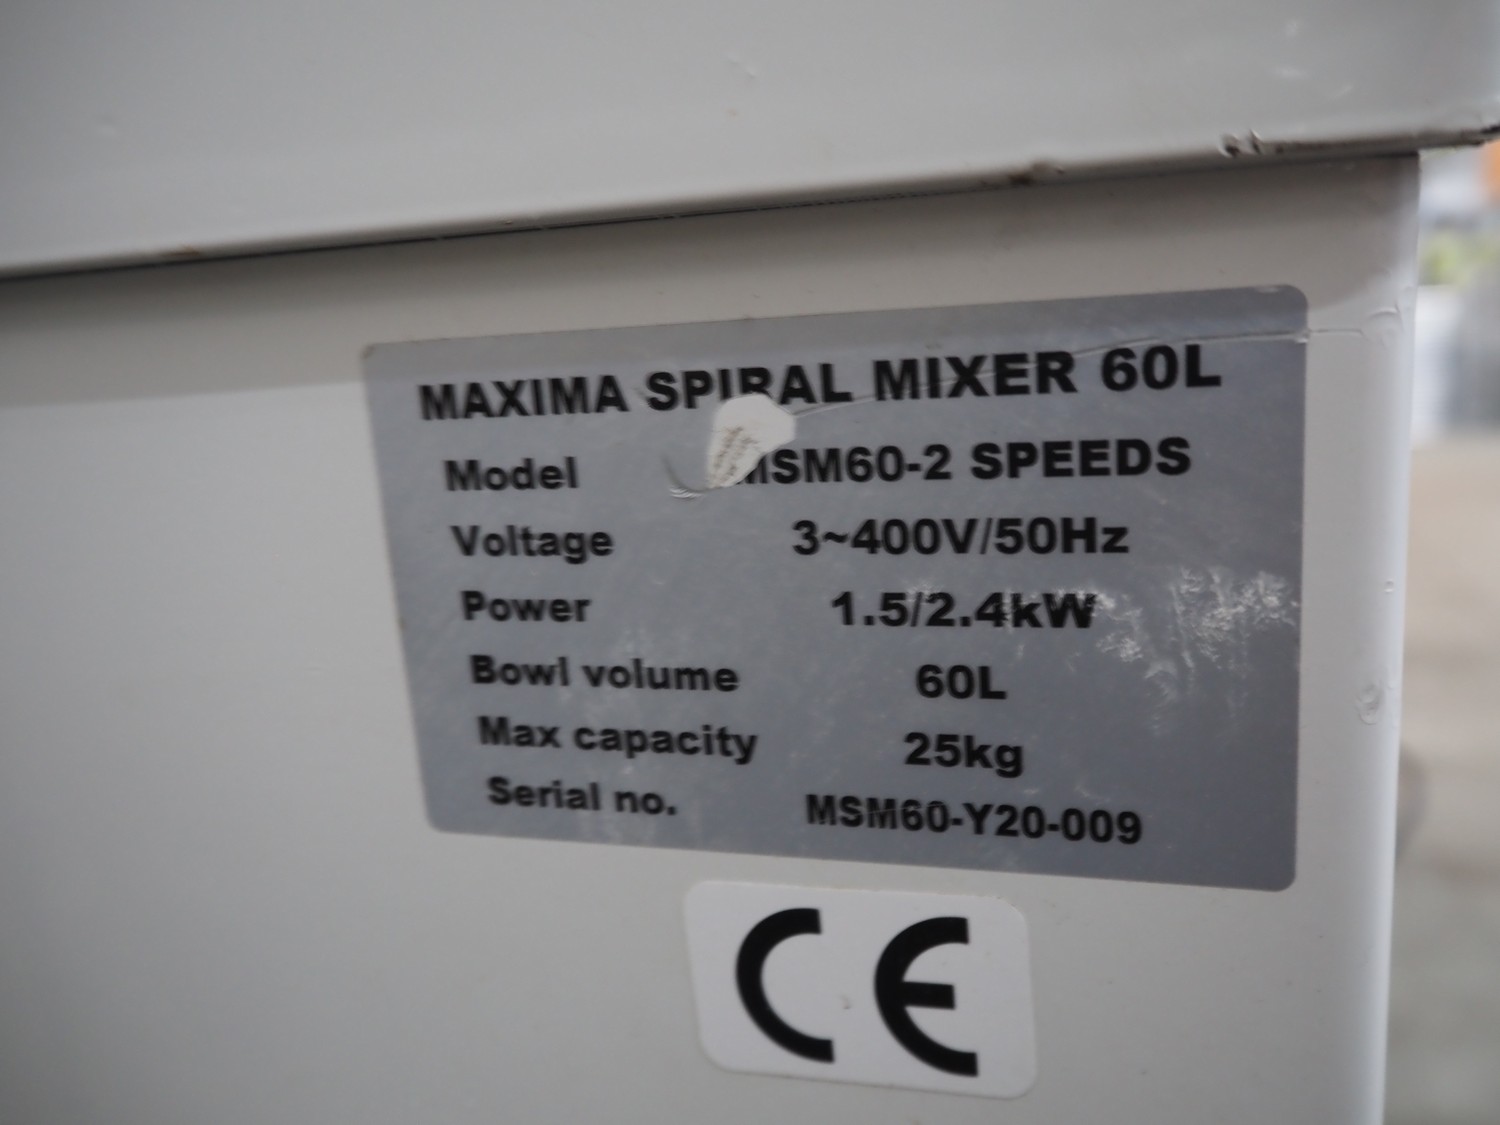 MAXIMA SPIRAL MIXER 60L
Model MSM60-2 SPEEDS
Voltage 3~400V/50Hz
Power 1.5/2.4kW
Bowl volume 60L
Max capacity 25kg
Serial no. MSM60-Y20-009
CE